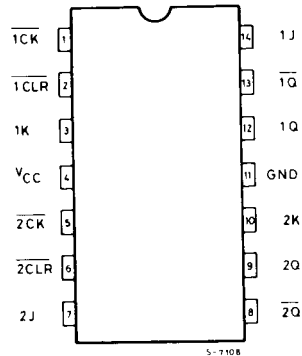 1CK 1 14 1J
1CLR 2 13 1Q
1K 3 12 1Q
VCC 4 11 GND
2CK 5 10 2K
2CLR 6 9 2Q
2J 7 8 2Q
S-7108